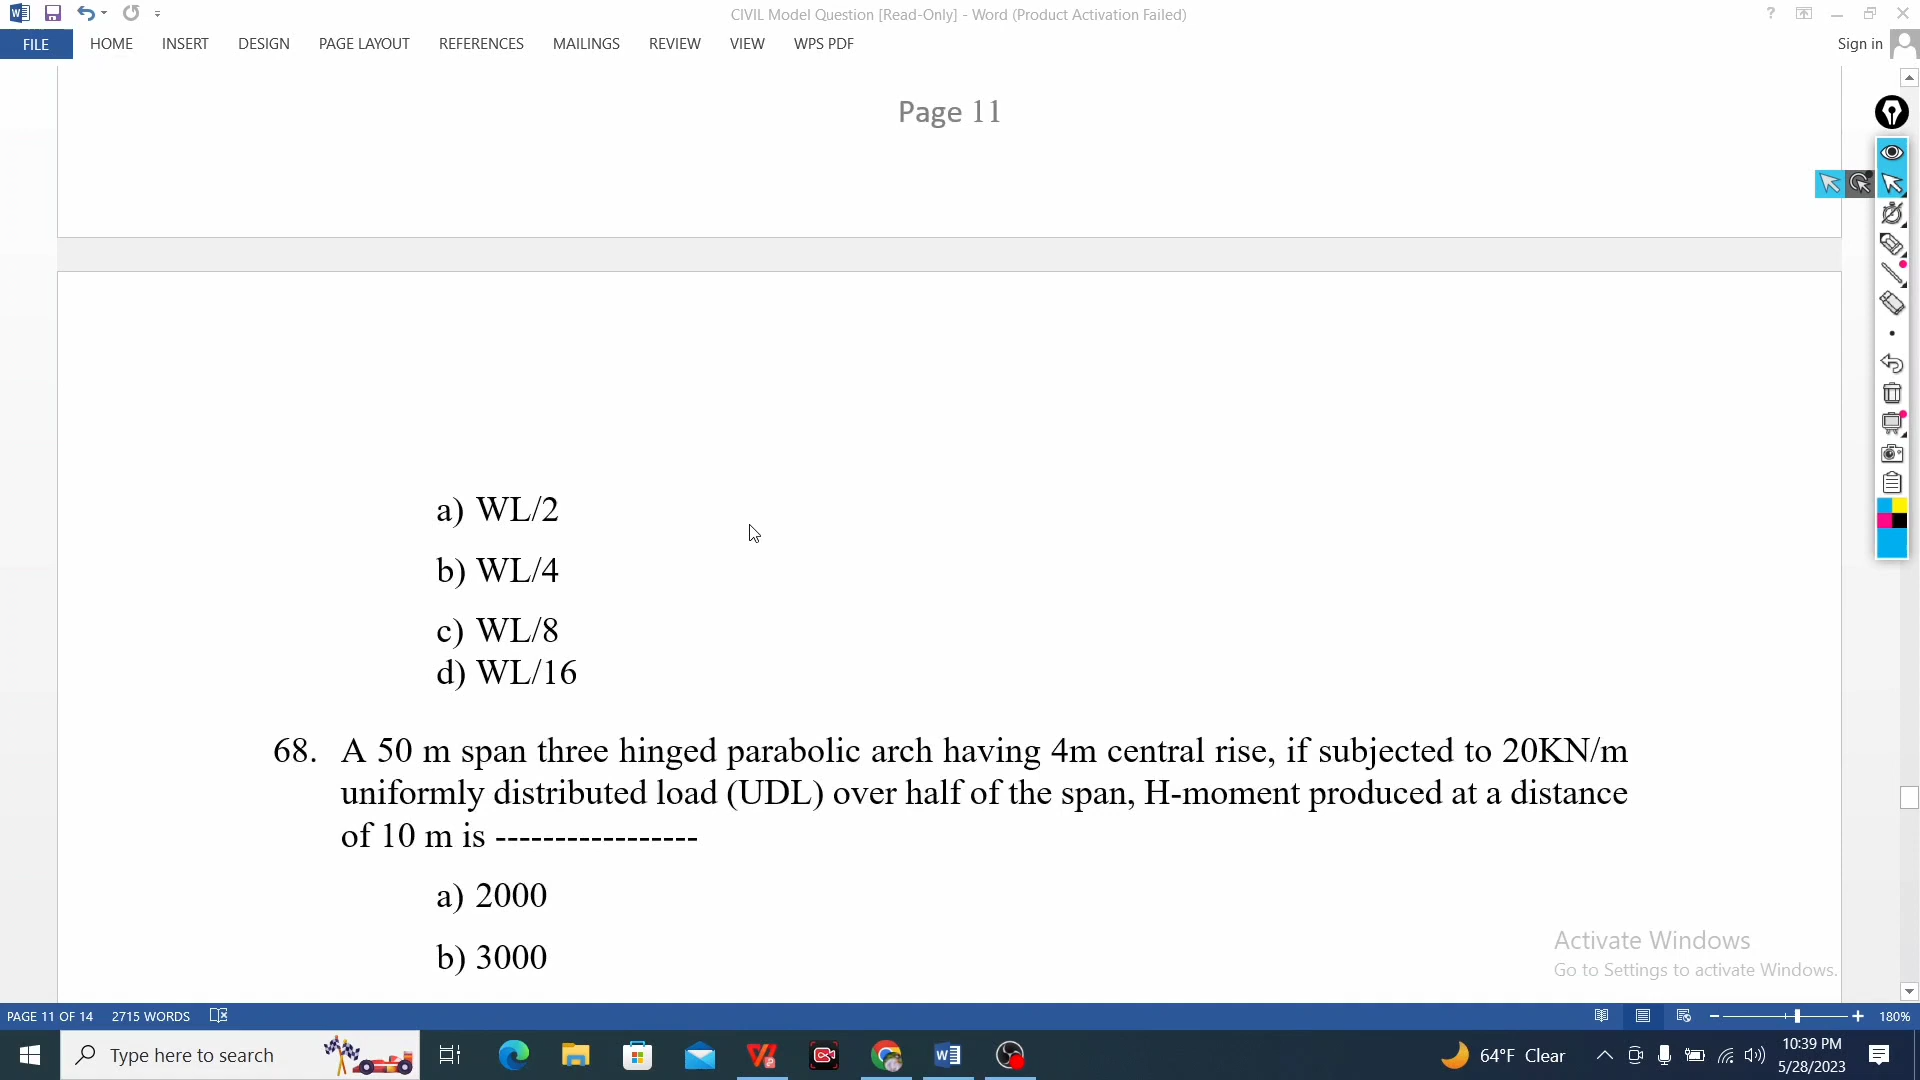 CIVIL Model Question [Read-Only] - Word (Product Activation Failed)
FILE HOME INSERT DESIGN PAGE LAYOUT REFERENCES MAILINGS REVIEW VIEW WPS PDF Sign in
Page 11
a) WL/2
b) WL/4
c) WL/8
d) WL/16
68. A 50 m span three hinged parabolic arch having 4m central rise, if subjected to 20KN/m
uniformly distributed load (UDL) over half of the span, H-moment produced at a distance
of 10 m is -----------------
a) 2000
b) 3000
Activate Windows
Go to Settings to activate Windows.
PAGE 11 OF 14 2715 WORDS 180%
Type here to search 64°F Clear 10:39 PM
5/28/2023